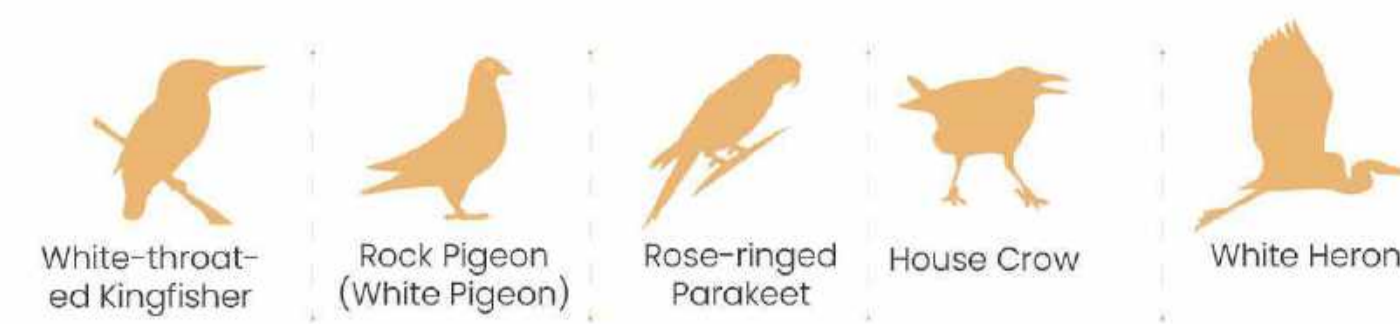 White-throat-
ed Kingfisher
Rock Pigeon
(White Pigeon)
Rose-ringed
Parakeet
House Crow
White Heron